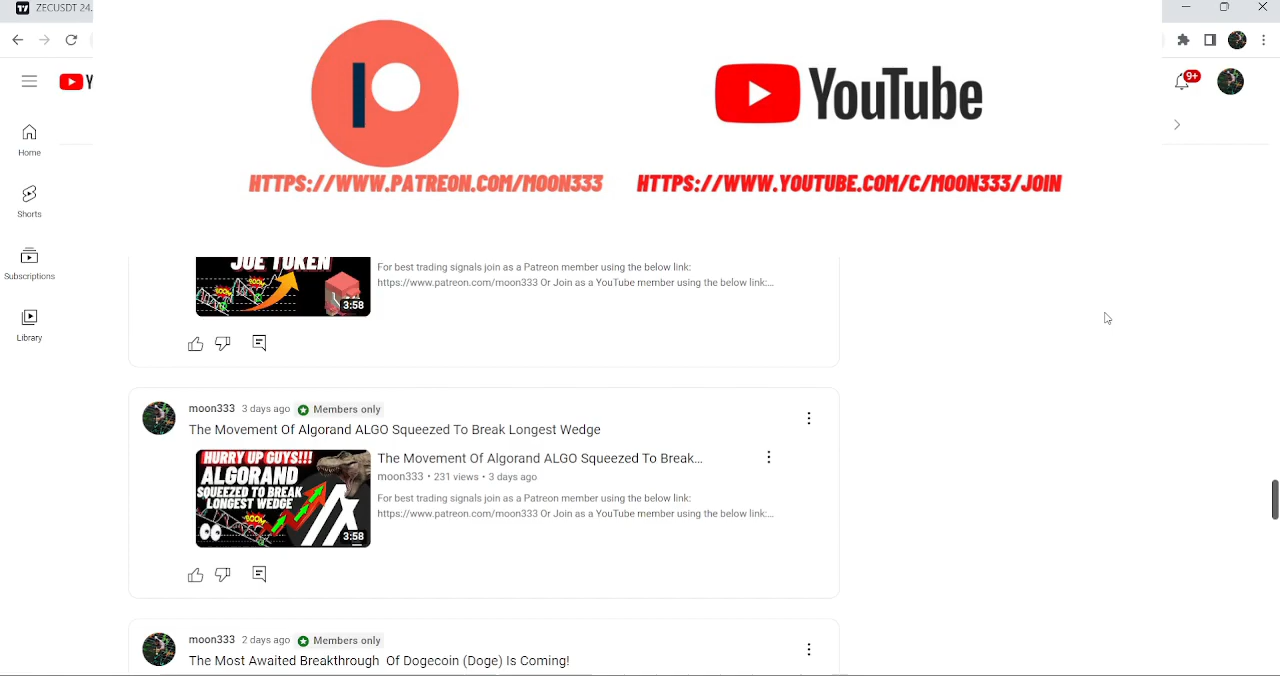 ZECUSDT 24.
YouTube
HTTPS://WWW.PATREON.COM/MOON333
HTTPS://WWW.YOUTUBE.COM/C/MOON333/JOIN
9+
Home
Shorts
Subscriptions
Library
JOE TOKEN
BOOM
BOOM
3:58
For best trading signals join as a Patreon member using the below link:
https://www.patreon.com/moon333 Or Join as a YouTube member using the below link:...
moon333 3 days ago Members only
The Movement Of Algorand ALGO Squeezed To Break Longest Wedge
HURRY UP GUYS!!!
ALGORAND
SQUEEZED TO BREAK
LONGEST WEDGE
BOOM
3:58
The Movement Of Algorand ALGO Squeezed To Break...
moon333 • 231 views • 3 days ago
For best trading signals join as a Patreon member using the below link:
https://www.patreon.com/moon333 Or Join as a YouTube member using the below link:...
moon333 2 days ago Members only
The Most Awaited Breakthrough Of Dogecoin (Doge) Is Coming!